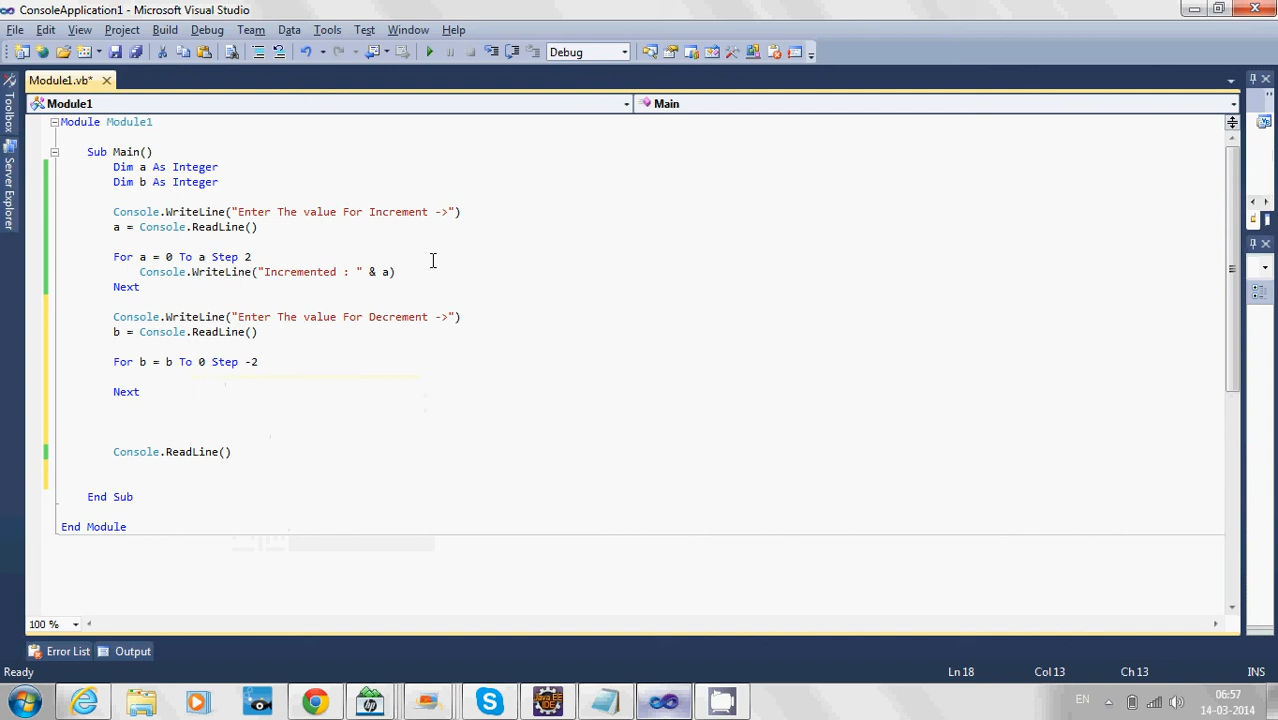 ConsoleApplication1 - Microsoft Visual Studio
File Edit View Project Build Debug Team Data Tools Test Window Help
Debug
Module1.vb*
Module1 Main
Toolbox
Server Explorer
Module Module1
Sub Main()
Dim a As Integer
Dim b As Integer
Console.WriteLine("Enter The value For Increment ->")
a = Console.ReadLine()
For a = 0 To a Step 2
Console.WriteLine("Incremented : " & a)
Next
Console.WriteLine("Enter The value For Decrement ->")
b = Console.ReadLine()
For b = b To 0 Step -2
Next
Console.ReadLine()
End Sub
End Module
100 %
Error List Output
Ready Ln 18 Col 13 Ch 13 INS
EN 06:57
14-03-2014